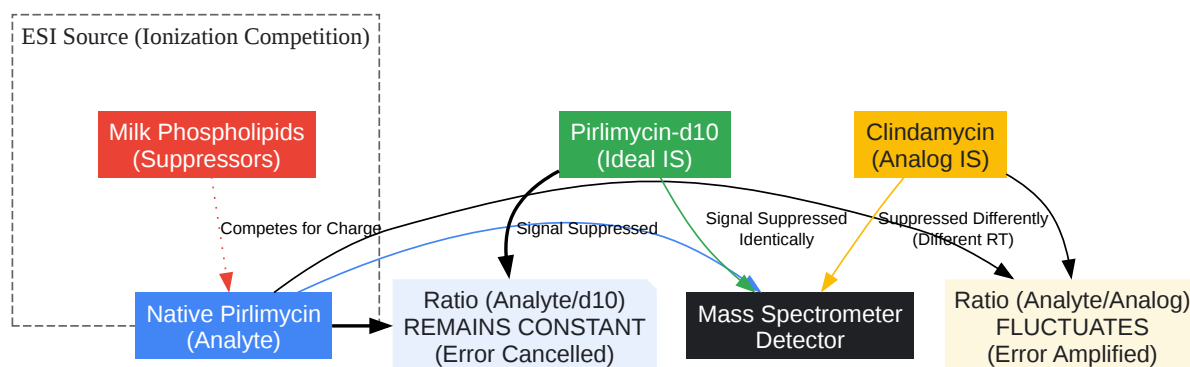 ESI Source (Ionization Competition)
Milk Phospholipids
(Suppressors)
Pirlimycin-d10
(Ideal IS)
Clindamycin
(Analog IS)
Competes for Charge
Signal Suppressed
Signal Suppressed
Identically
Suppressed Differently
(Different RT)
Native Pirlimycin
(Analyte)
Ratio (Analyte/d10)
REMAINS CONSTANT
(Error Cancelled)
Mass Spectrometer
Detector
Ratio (Analyte/Analog)
FLUCTUATES
(Error Amplified)